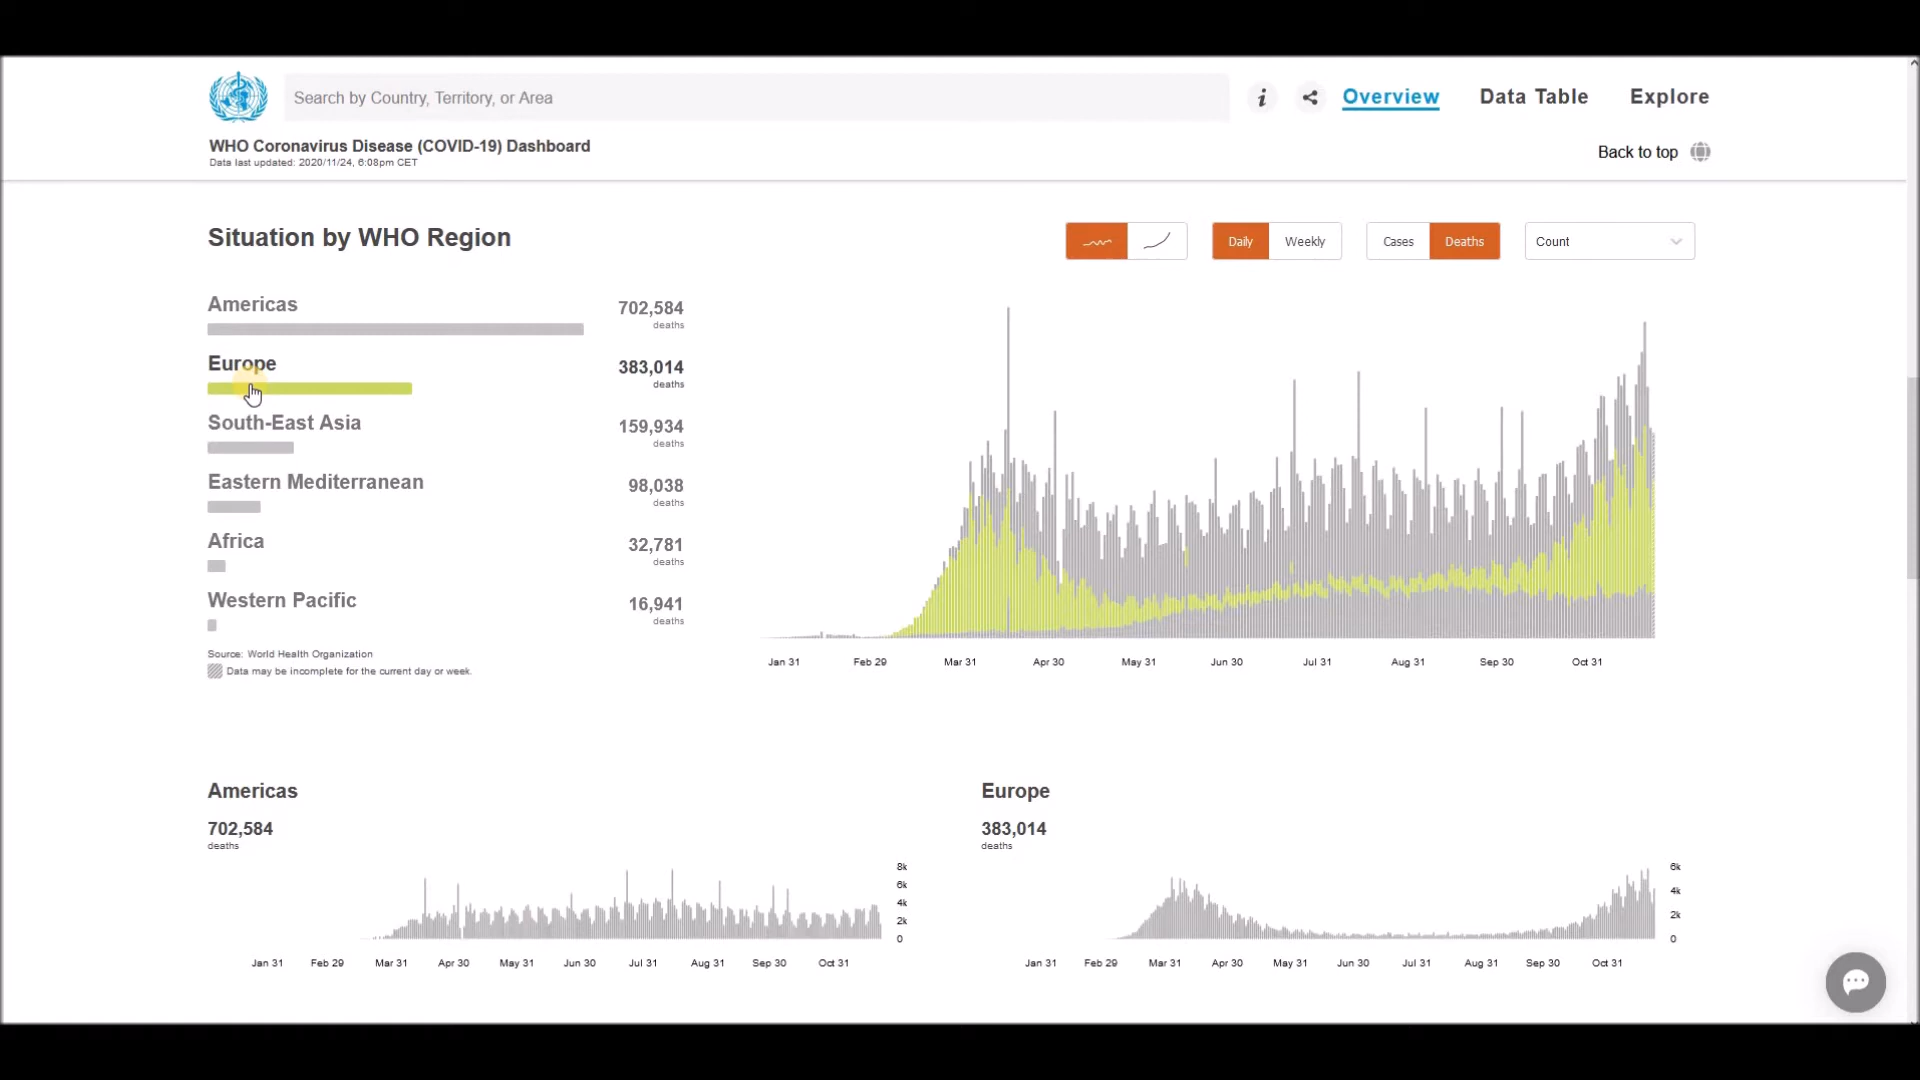 Search by Country, Territory, or Area
i
Overview
Data Table
Explore
WHO Coronavirus Disease (COVID-19) Dashboard
Data last updated: 2020/11/24, 6:08pm CET
Back to top
Situation by WHO Region
Daily
Weekly
Cases
Deaths
Count
Americas
702,584
deaths
Europe
383,014
deaths
South-East Asia
159,934
deaths
Eastern Mediterranean
98,038
deaths
Africa
32,781
deaths
Western Pacific
16,941
deaths
Source: World Health Organization
Data may be incomplete for the current day or week.
Jan 31 Feb 29 Mar 31 Apr 30 May 31 Jun 30 Jul 31 Aug 31 Sep 30 Oct 31
Americas
702,584
deaths
8k
6k
4k
2k
0
Jan 31 Feb 29 Mar 31 Apr 30 May 31 Jun 30 Jul 31 Aug 31 Sep 30 Oct 31
Europe
383,014
deaths
6k
4k
2k
0
Jan 31 Feb 29 Mar 31 Apr 30 May 31 Jun 30 Jul 31 Aug 31 Sep 30 Oct 31